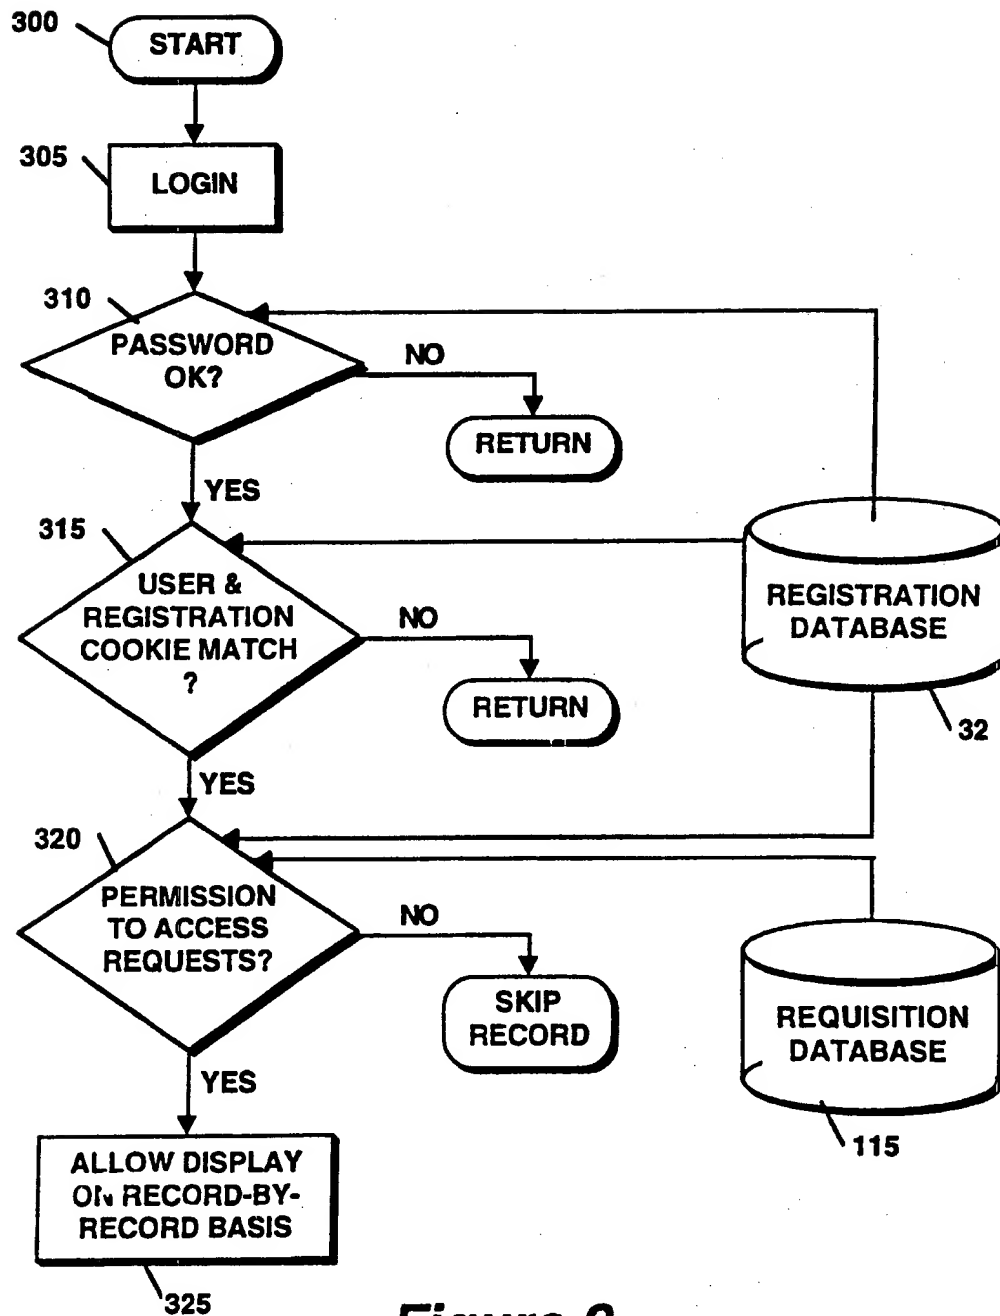 300
START
305
LOGIN
310
PASSWORD
OK?
NO
RETURN
YES
315
USER &
REGISTRATION
COOKIE MATCH
?
NO
RETURN
REGISTRATION
DATABASE
32
YES
320
PERMISSION
TO ACCESS
REQUESTS?
NO
SKIP
RECORD
REQUISITION
DATABASE
115
YES
ALLOW DISPLAY
ON RECORD-BY-
RECORD BASIS
325